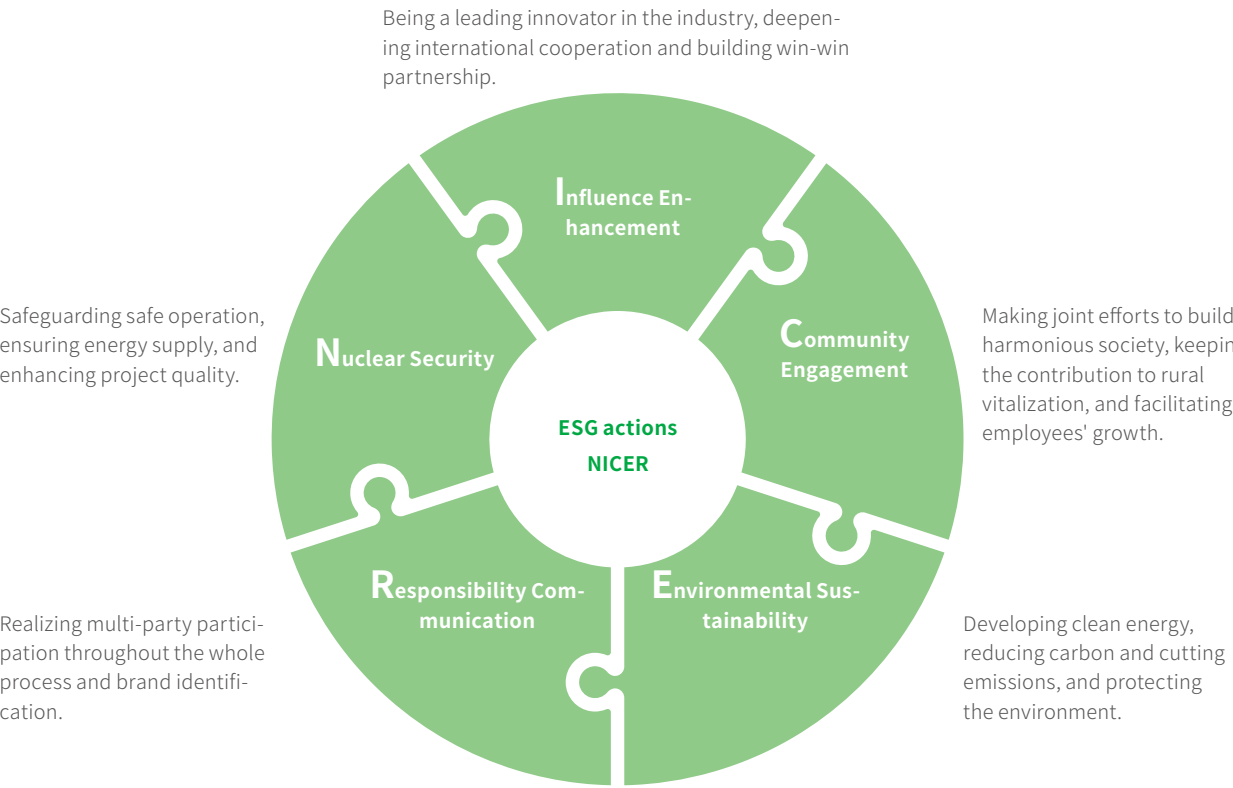 Being a leading innovator in the industry, deepen-
ing international cooperation and building win-win
partnership.
Influence En-
hancement
Safeguarding safe operation,
ensuring energy supply, and
enhancing project quality.
Nuclear Security
Community
Engagement
Making joint efforts to build
harmonious society, keepin
the contribution to rural
vitalization, and facilitating
employees' growth.
ESG actions
NICER
Responsibility Com-
munication
Environmental Sus-
tainability
Realizing multi-party partici-
pation throughout the whole
process and brand identifi-
cation.
Developing clean energy,
reducing carbon and cutting
emissions, and protecting
the environment.